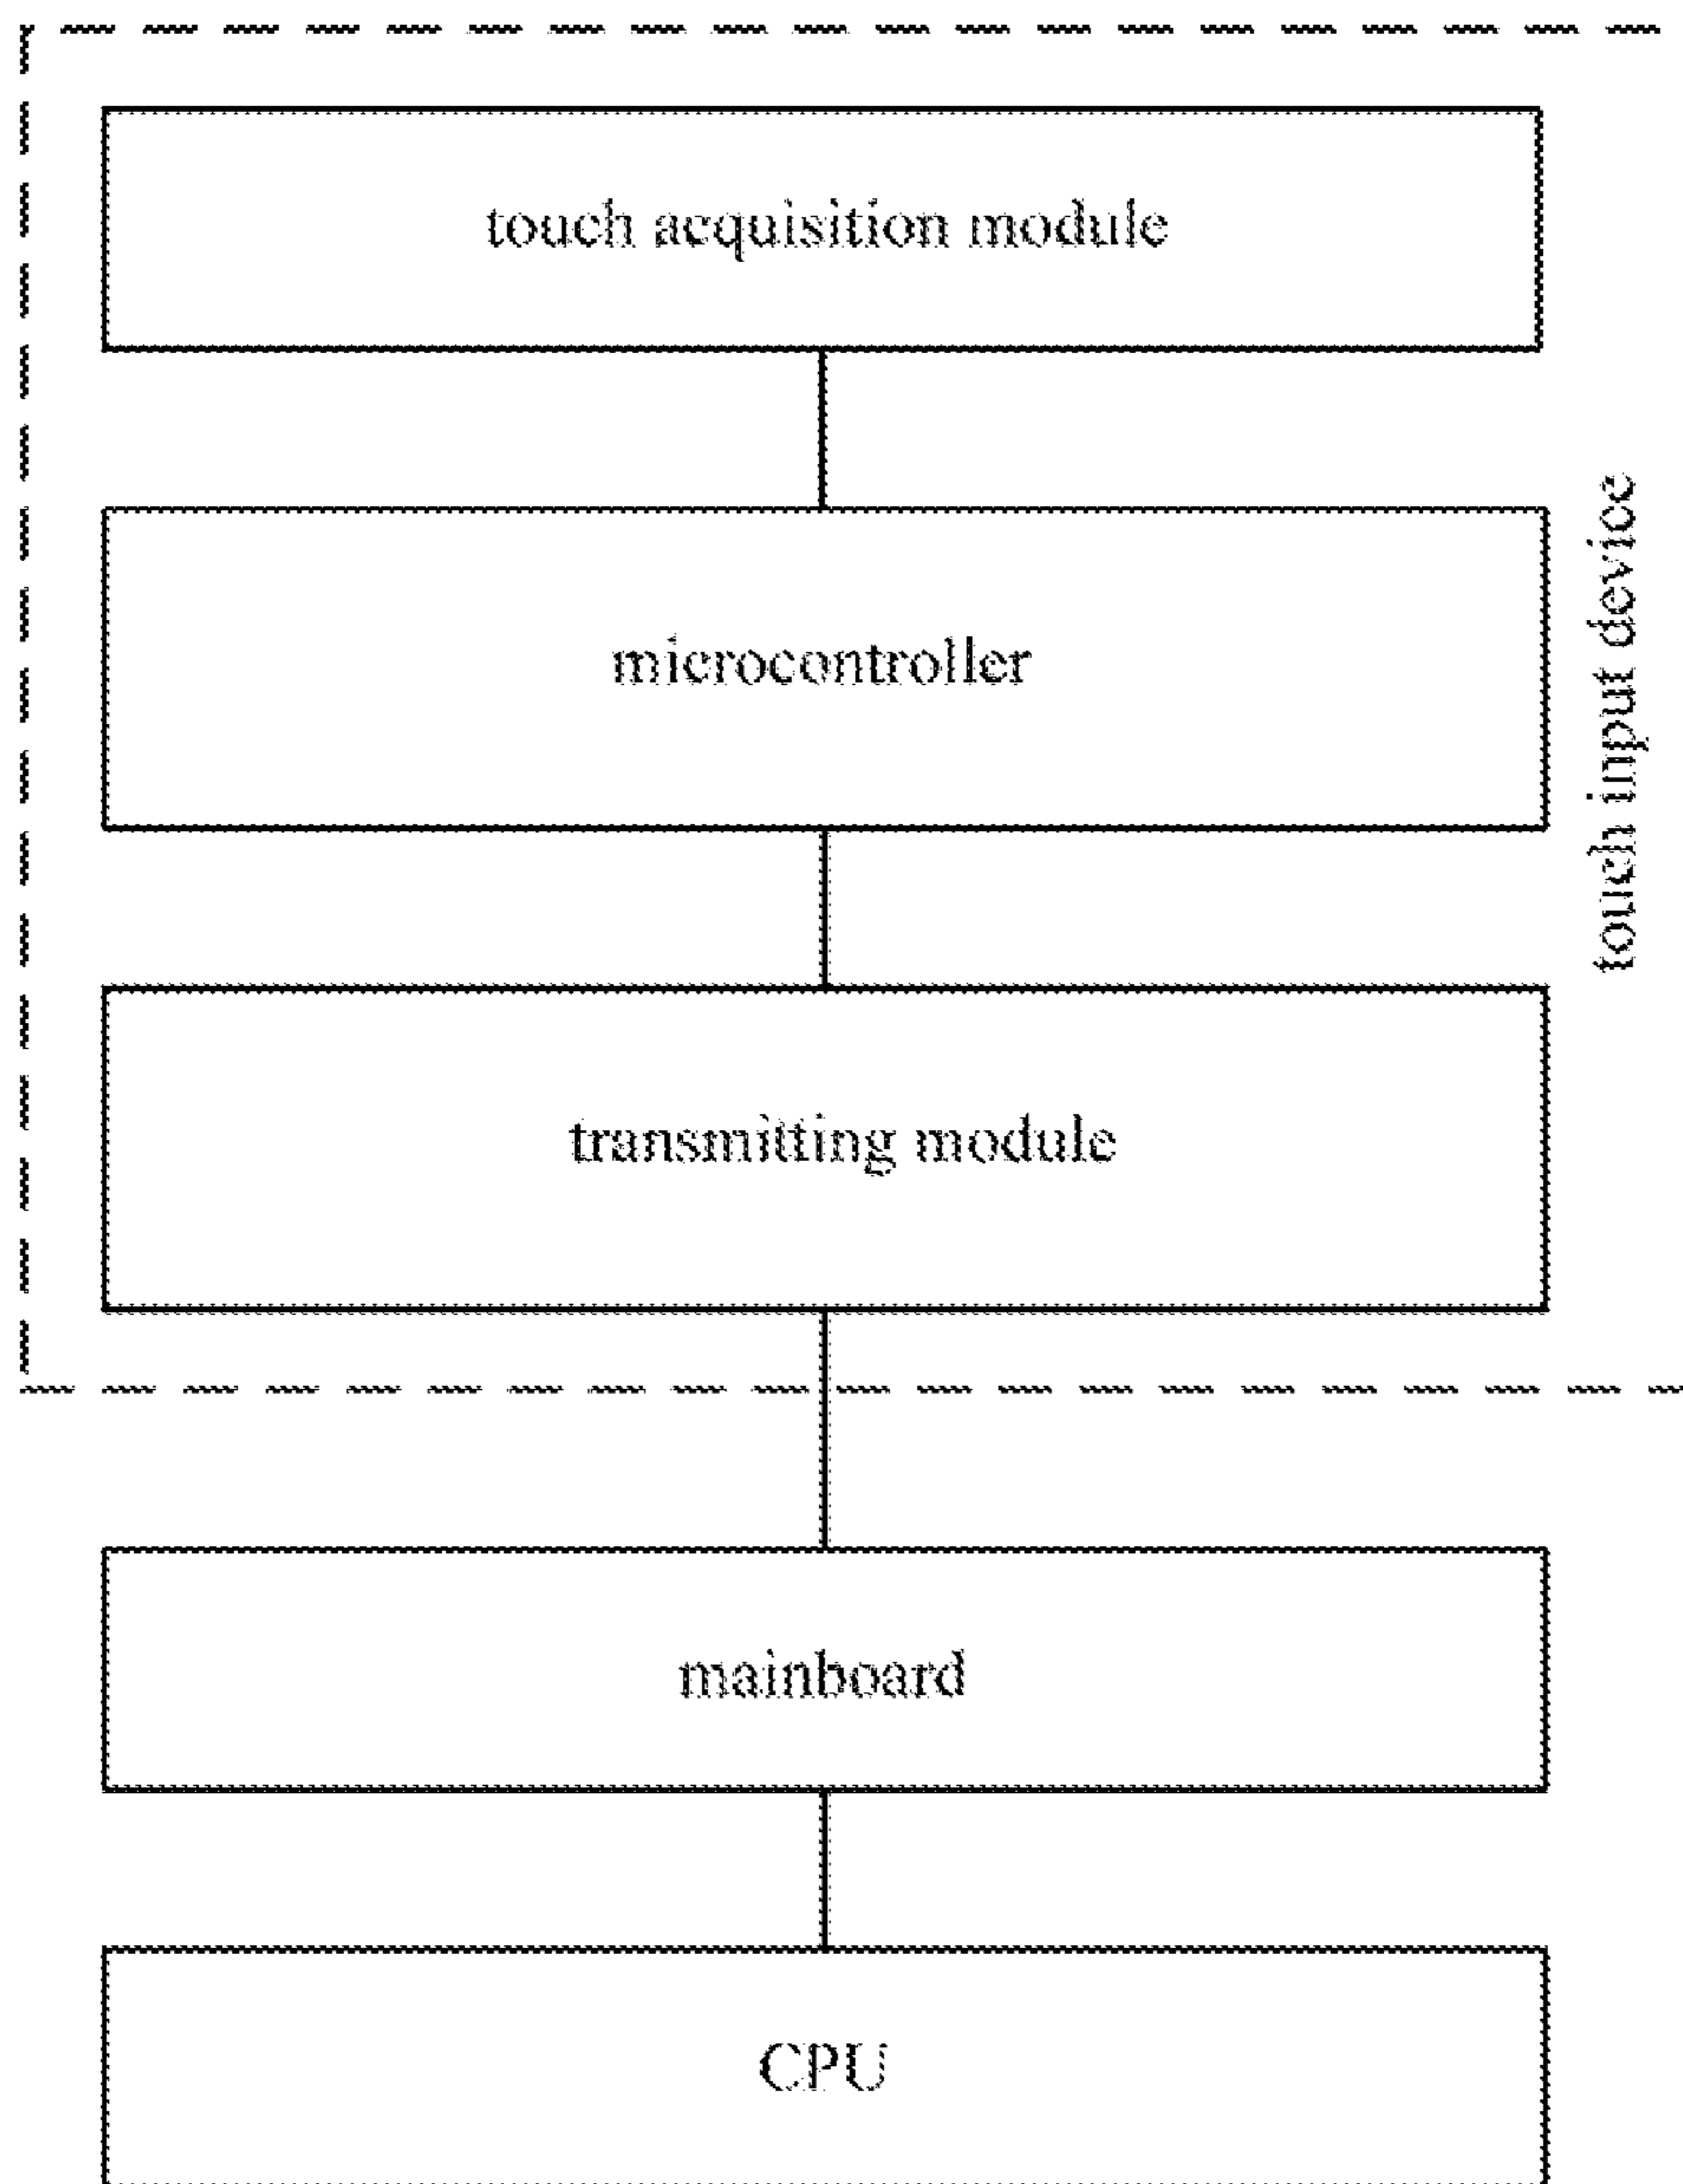 touch acquisition module
microcontroller
touch input device
transmitting module
mainboard
CPU